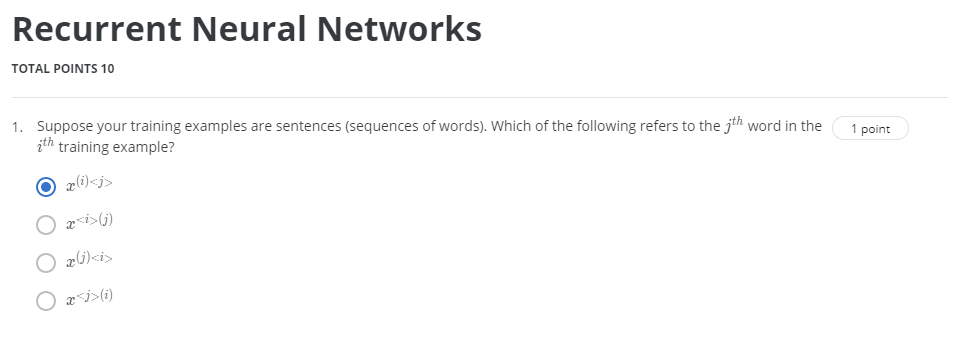 Recurrent Neural Networks
TOTAL POINTS 10
1. Suppose your training examples are sentences (sequences of words). Which of the following refers to the j^{th} word in the 1 point
i^{th} training example?
x^{(i)<j>}
x^{<i>(j)}
x^{(j)<i>}
x^{<j>(i)}